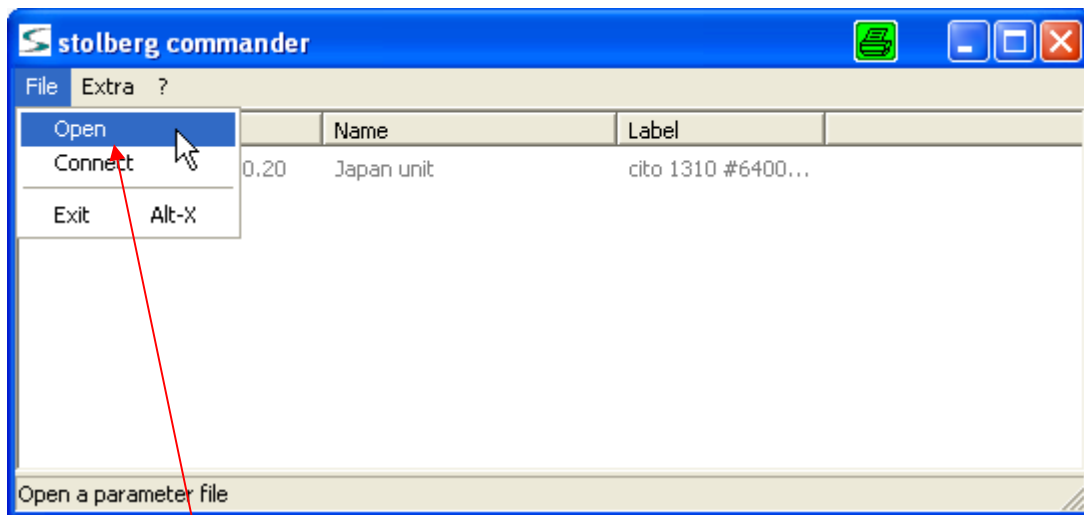 stolberg commander
File Extra ?
Open
Connect
Exit Alt-X
Name Label
0.20 Japan unit cito 1310 #6400...
Open a parameter file